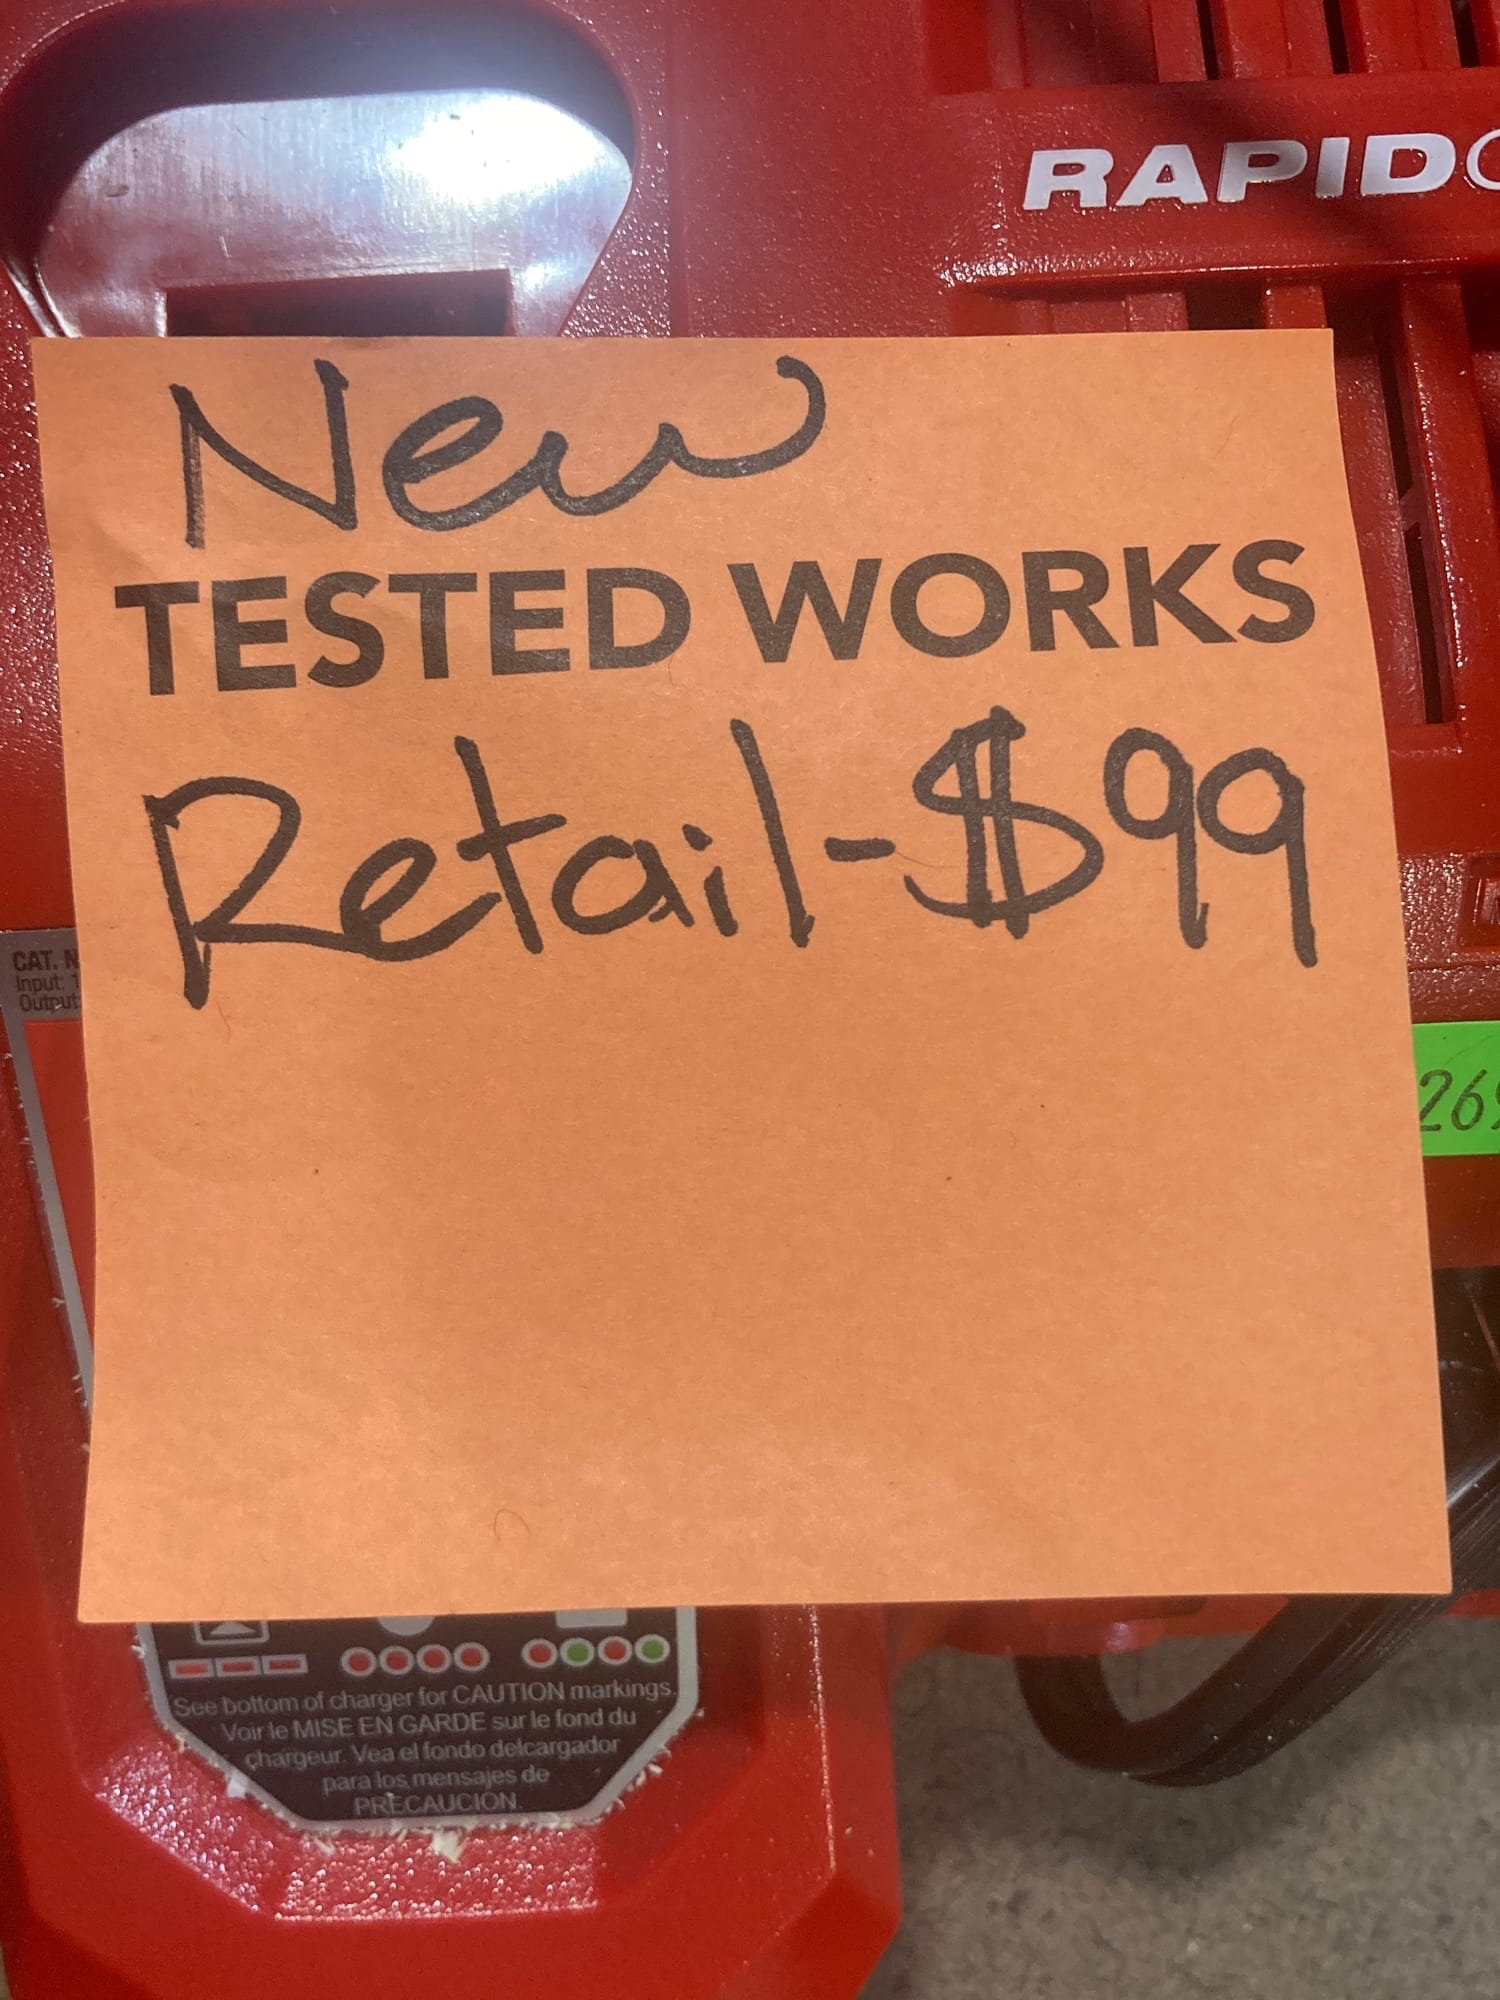 RAPID
New
TESTED WORKS
Retail-$99
CAT.
Input:
Output:
See bottom of charger for CAUTION markings.
Voir le MISE EN GARDE sur le fond du
chargeur. Vea el fondo delcargador
para los mensajes de
PRECAUCIÓN.